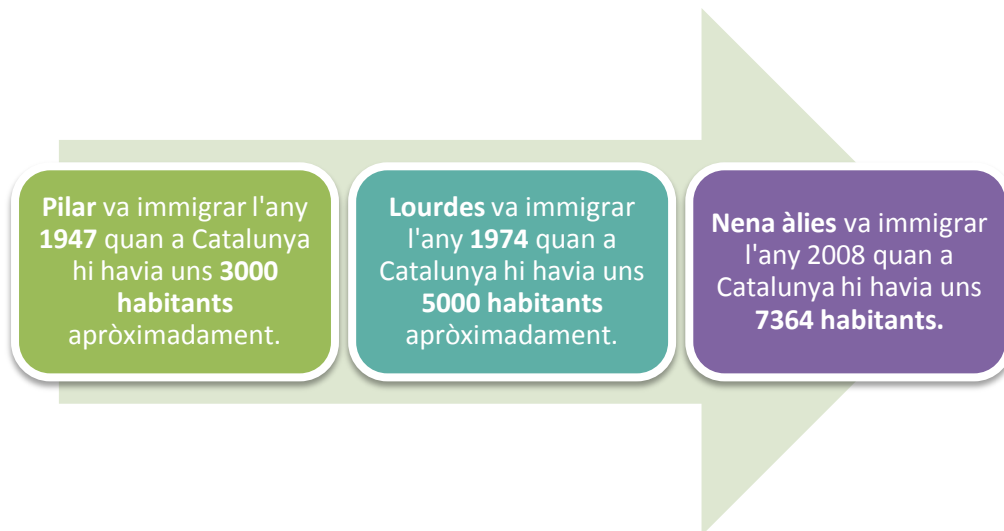 Pilar va immigrar l'any
1947 quan a Catalunya
hi havia uns 3000
habitants
apròximadament.
Lourdes va immigrar
l'any 1974 quan a
Catalunya hi havia uns
5000 habitants
apròximadament.
Nena àlies va immigrar
l'any 2008 quan a
Catalunya hi havia uns
7364 habitants.